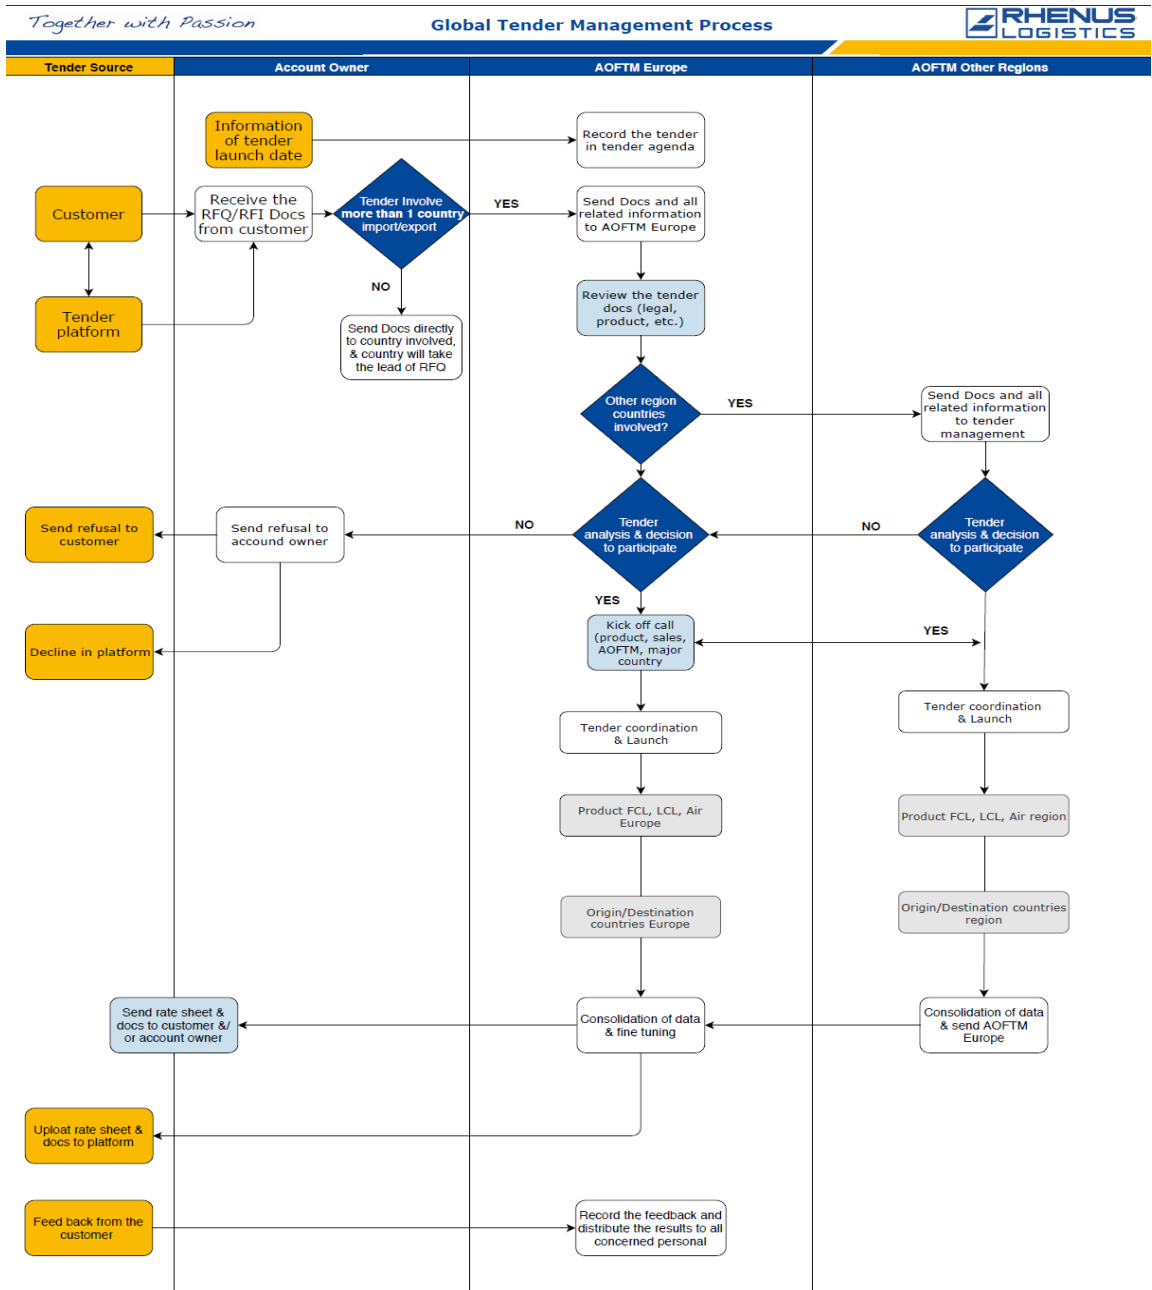 Together with Passion
Global Tender Management Process
RHENUS
LOGISTICS
Tender Source
Account Owner
AOFTM Europe
AOFTM Other Regions
Information
of tender
launch date
Record the tender
in tender agenda
Customer
Receive the
RFQ/RFI Docs
from customer
Tender Involve
more than 1 country
import/export
YES
Send Docs and all
related information
to AOFTM Europe
NO
Tender
platform
Send Docs directly
to country involved,
& country will take
the lead of RFQ
Review the tender
docs (legal,
product, etc.)
Other region
countries
involved?
YES
Send Docs and all
related information
to tender
management
Send refusal to
customer
Send refusal to
accound owner
NO
Tender
analysis & decision
to participate
NO
Tender
analysis & decision
to participate
YES
Decline in platform
Kick off call
(product, sales,
AOFTM, major
country
YES
Tender coordination
& Launch
Tender coordination
& Launch
Product FCL, LCL, Air
Europe
Product FCL, LCL, Air region
Origin/Destination
countries Europe
Origin/Destination countries
region
Send rate sheet &
docs to customer &/
or account owner
Consolidation of data
& fine tuning
Consolidation of data
& send AOFTM
Europe
Uploat rate sheet &
docs to platform
Feed back from the
customer
Record the feedback and
distribute the results to all
concerned personal